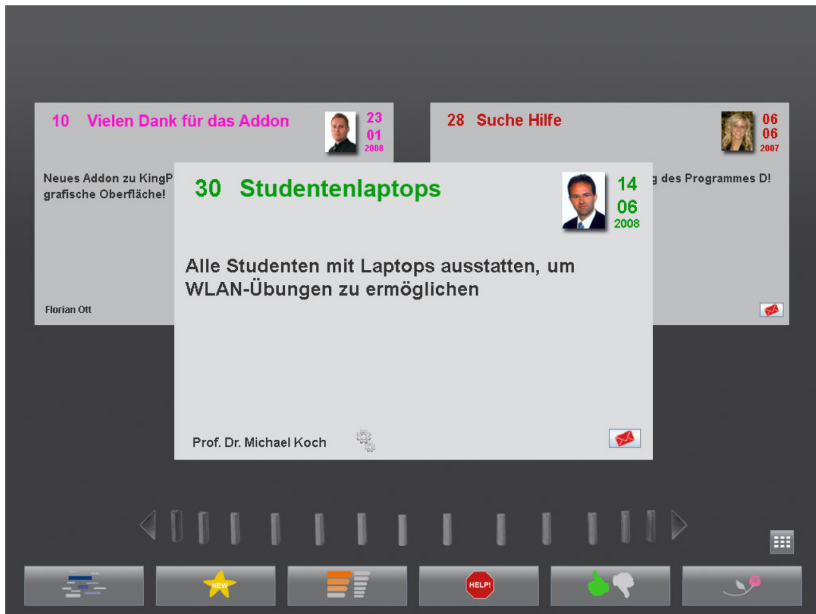 10 Vielen Dank für das Addon
23
01
2008
Neues Addon zu KingP
grafische Oberfläche!
Florian Ott
28 Suche Hilfe
06
06
2007
g des Programmes D!
30 Studentenlaptops
14
06
2008
Alle Studenten mit Laptops ausstatten, um
WLAN-Übungen zu ermöglichen
Prof. Dr. Michael Koch
NEW
HELP!